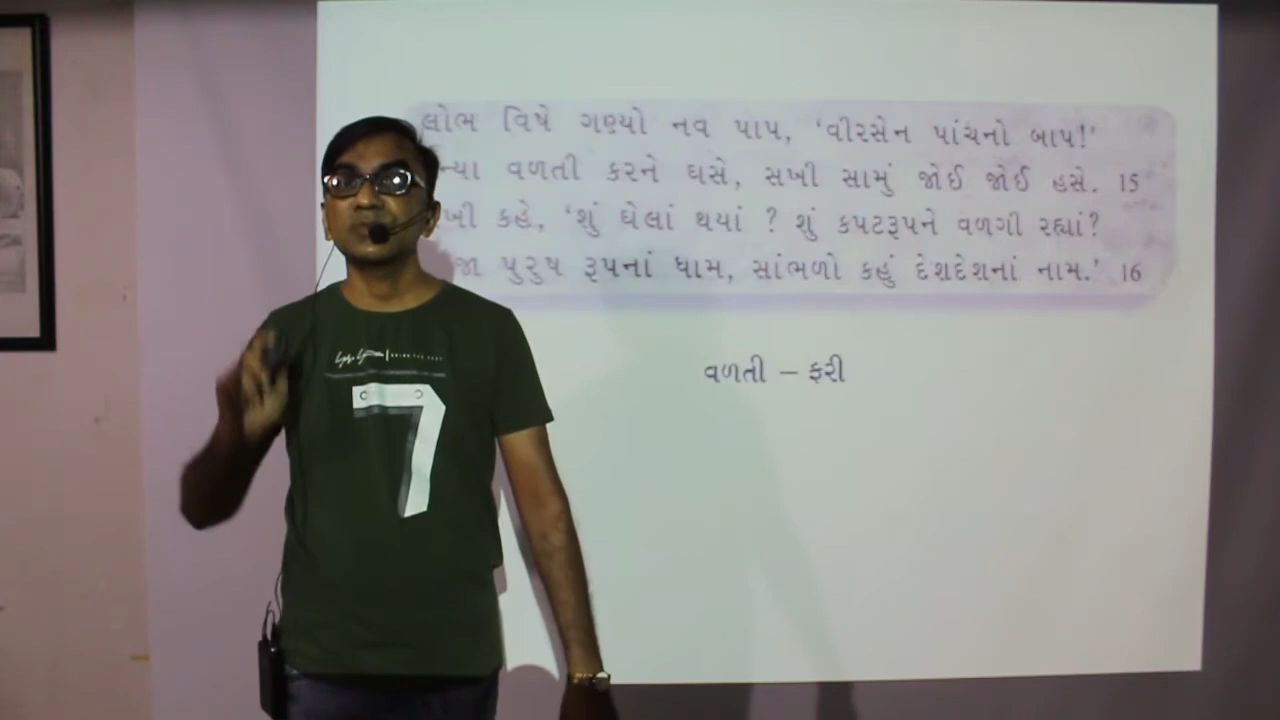 લોભ વિષે ગણ્યો નવ પાપ, ‘વીરસેન પાંચનો બાપ!’
વળતી કરને ઘસે, સખી સામું જોઈ જોઈ હસે. 15
કહે, ‘શું ઘેલાં થયાં ? શું કપટરૂપને વળગી રહ્યાં?
પુરુષ રૂપનાં ધામ, સાંભળો કહું દેશદેશનાં નામ.’ 16
વળતી – ફરી
7